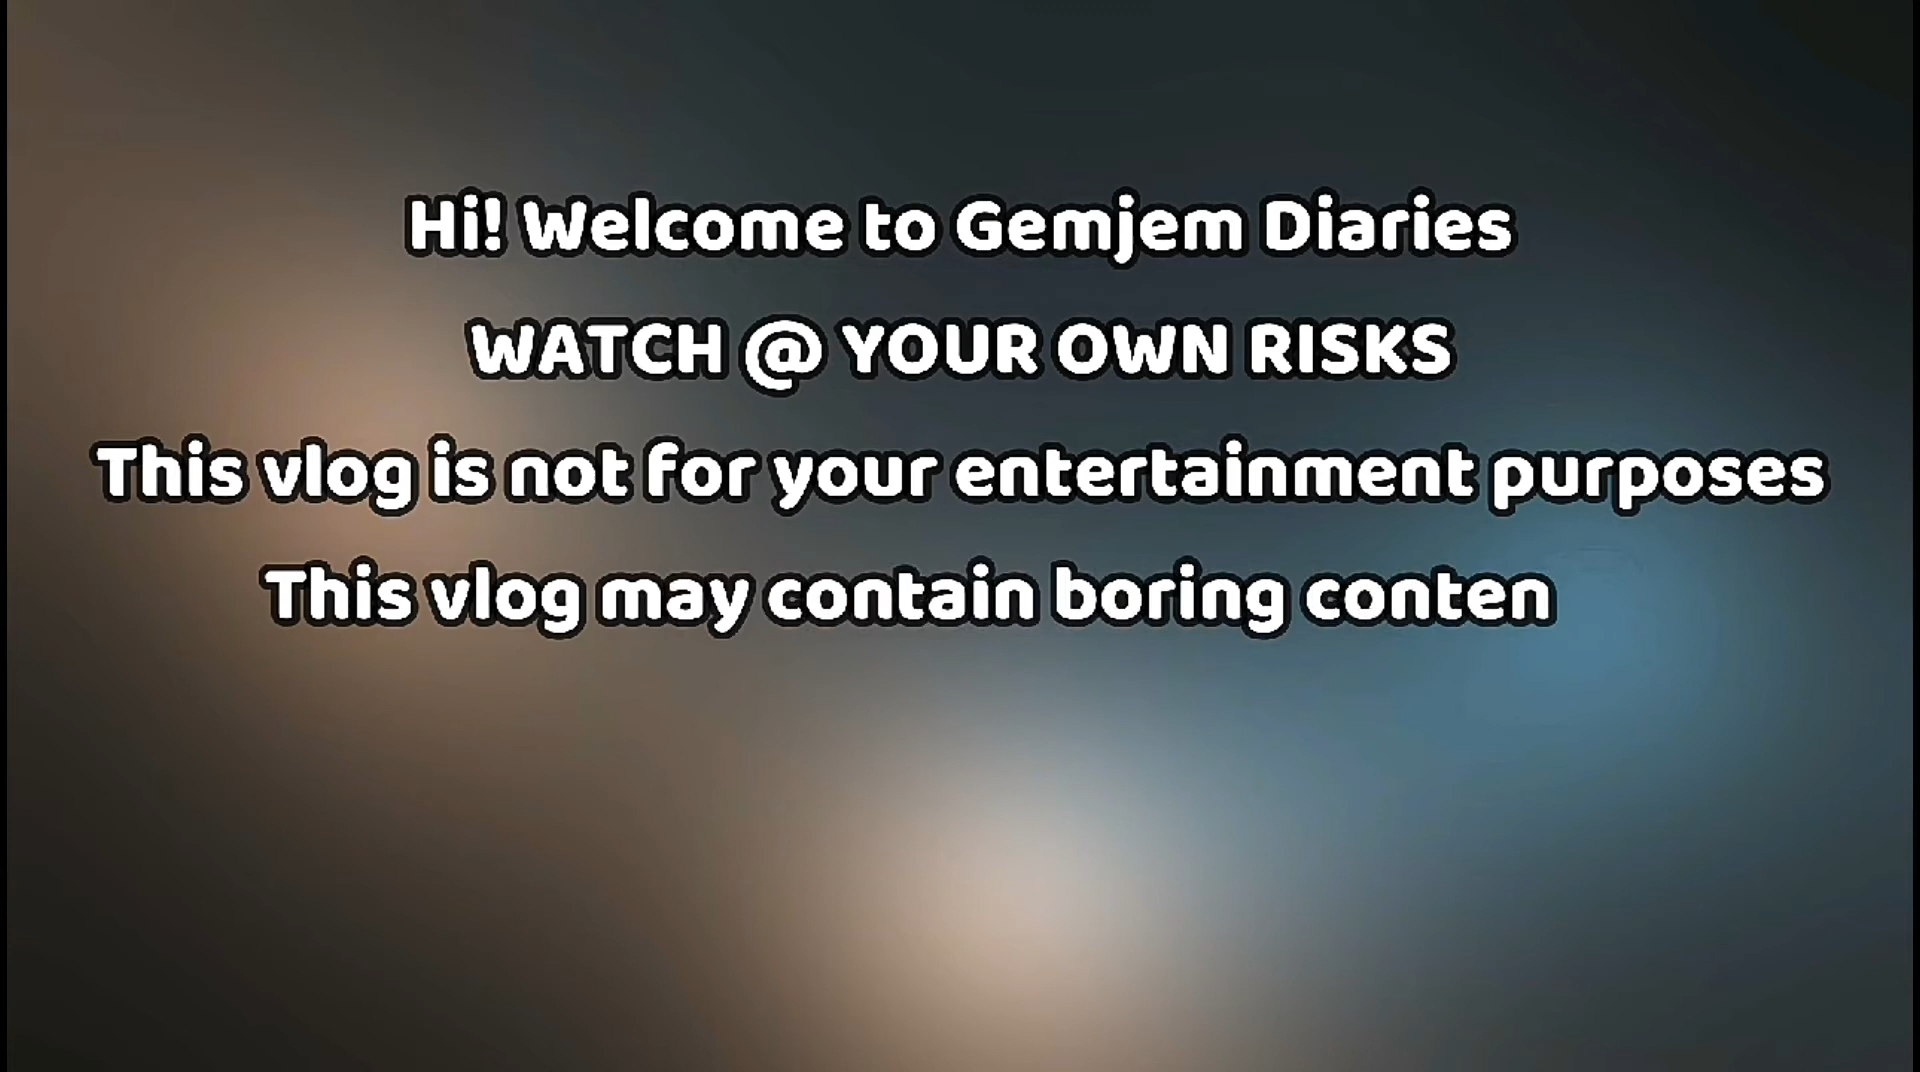 Hi! Welcome to Gemjem Diaries
WATCH @ YOUR OWN RISKS
This vlog is not for your entertainment purposes
This vlog may contain boring conten